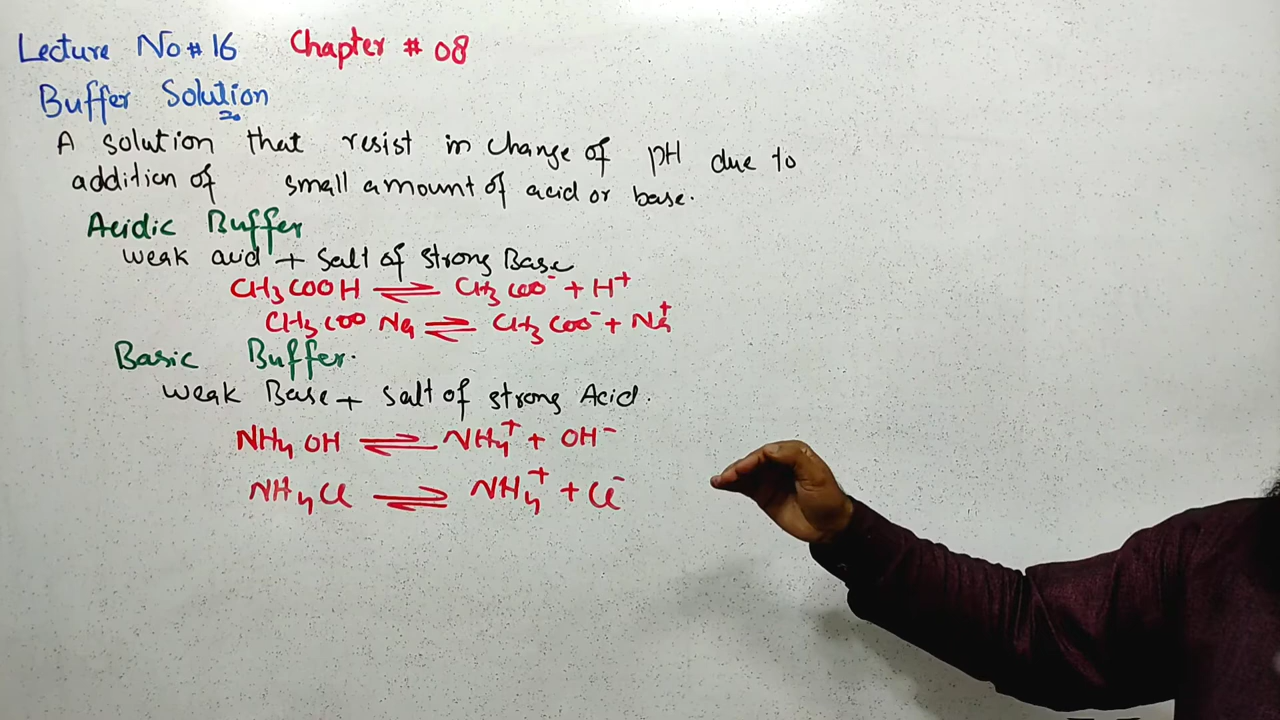 Lecture No # 16 Chapter # 08
Buffer Solution
A solution that resist in change of pH due to
addition of small amount of acid or base.
Acidic Buffer
weak acid + salt of strong Base
CH3COOH ⇌ CH3COO⁻ + H⁺
CH3COO Na ⇌ CH3COO⁻ + Na⁺
Basic Buffer.
weak Base + salt of strong Acid.
NH4OH ⇌ NH4⁺ + OH⁻
NH4Cl ⇌ NH4⁺ + Cl⁻